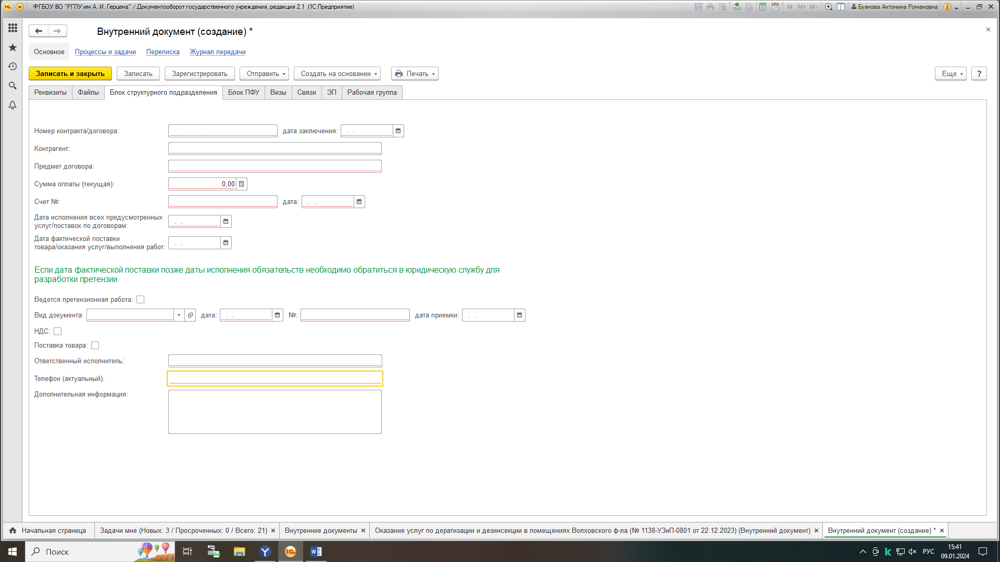 ФГБОУ ВО "РГПУ им А. И. Герцена" / Документооборот государственного учреждения, редакция 2.1 (1С:Предприятие)
M M+ M- Буянова Антонина Романовна
Внутренний документ (создание) *
Основное Процессы и задачи Переписка Журнал передачи
Записать и закрыть Записать Зарегистрировать Отправить Создать на основании Печать Еще ?
Реквизиты Файлы Блок структурного подразделения Блок ПФУ Визы Связи ЭП Рабочая группа
Номер контракта/договора: дата заключения: . .
Контрагент:
Предмет договора:
Сумма оплаты (текущая): 0,00
Счет №: дата: . .
Дата исполнения всех предусмотренных
услуг/поставок по договорам: . .
Дата фактической поставки
товара/оказания услуг/выполнения работ: . .
Если дата фактической поставки позже даты исполнения обязательств необходимо обратиться в юридическую службу для
разработки претензии
Ведется претензионная работа:
Вид документа: дата: . . №: дата приемки: . .
НДС:
Поставка товара:
Ответственный исполнитель:
Телефон (актуальный):
Дополнительная информация:
Начальная страница Задачи мне (Новых: 3 / Просроченных: 0 / Всего: 21) Внутренние документы Оказание услуг по дератизации и дезинсекции в помещениях Волховского ф-ла (№ 1138-УЗиП-0801 от 22.12.2023) (Внутренний документ) Внутренний документ (создание) *
Поиск РУС 15:41
09.01.2024